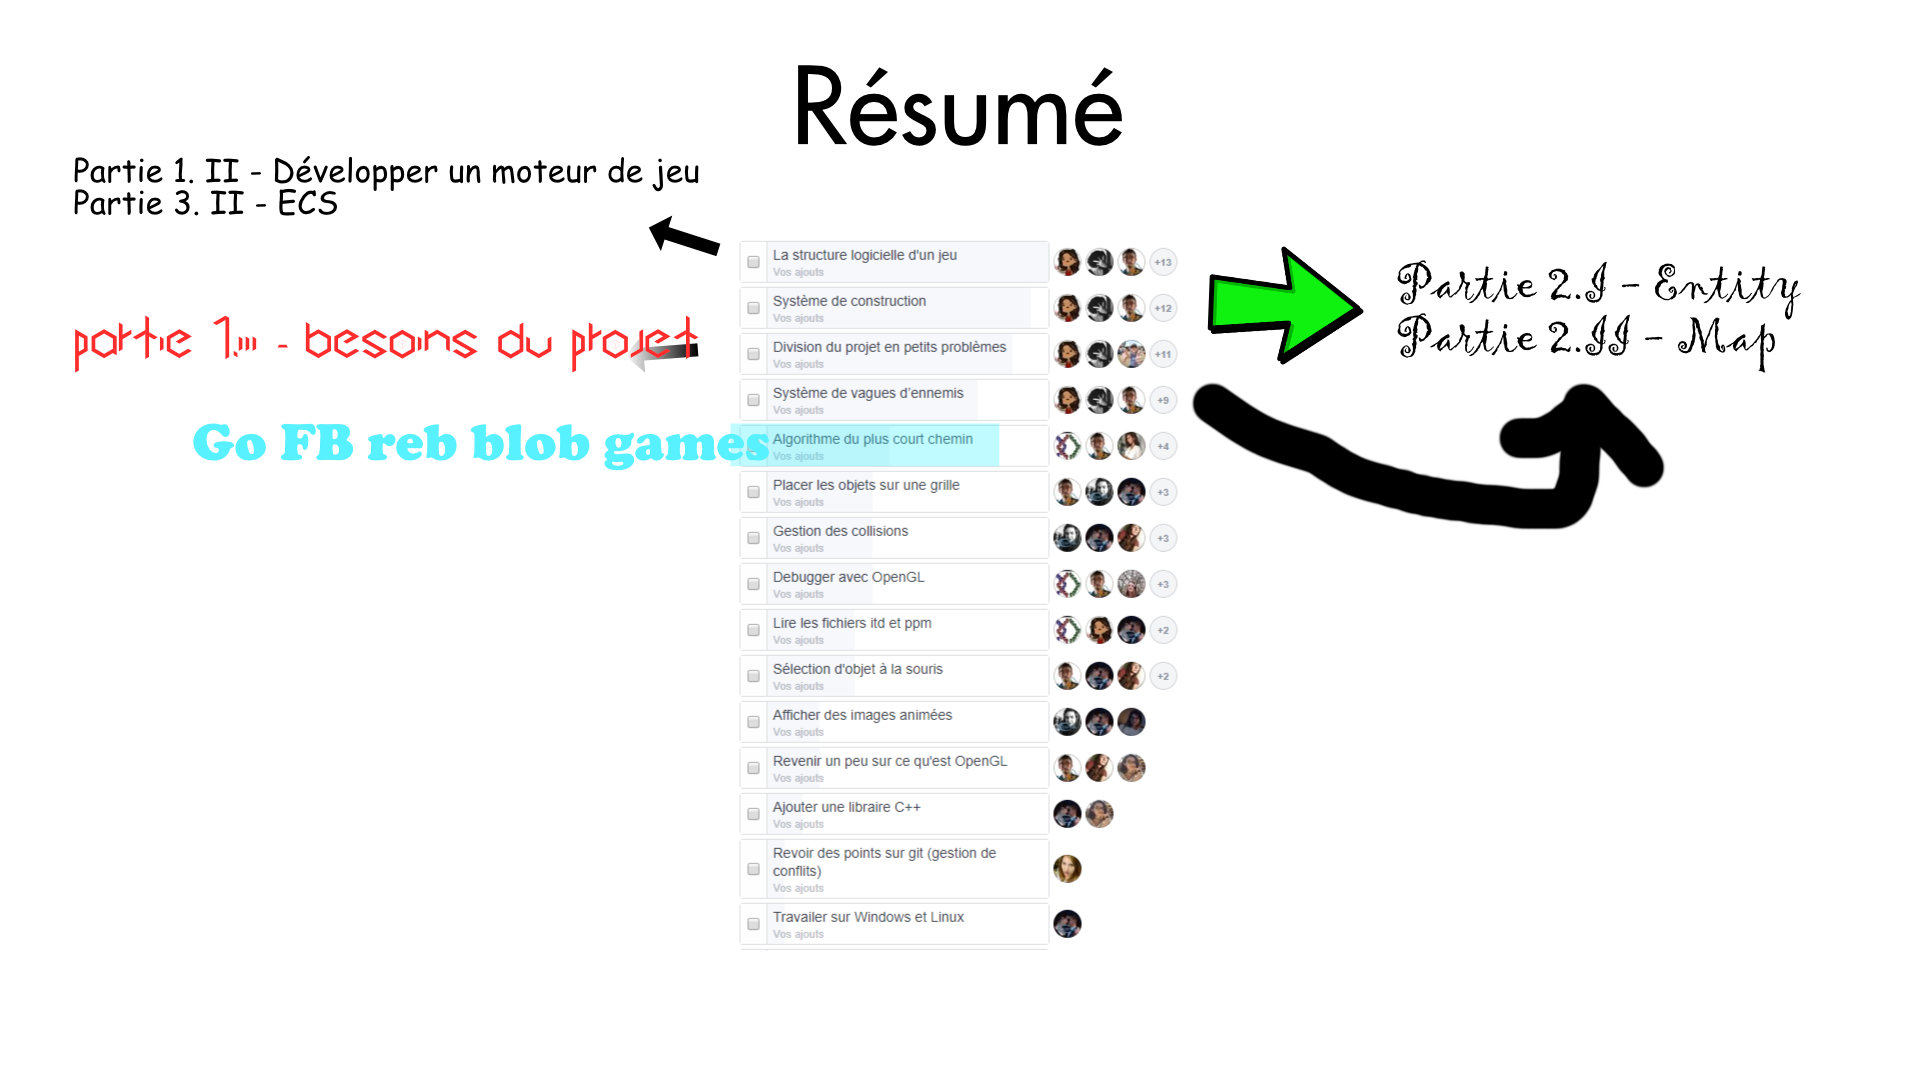 Résumé
Partie 1. II - Développer un moteur de jeu
Partie 3. II - ECS
partie 1.III - besoins du projet
Go FB reb blob games
La structure logicielle d'un jeu
Vos ajouts
+13
Système de construction
Vos ajouts
+12
Division du projet en petits problèmes
Vos ajouts
+11
Système de vagues d'ennemis
Vos ajouts
+9
Algorithme du plus court chemin
Vos ajouts
+4
Placer les objets sur une grille
Vos ajouts
+3
Gestion des collisions
Vos ajouts
+3
Debugger avec OpenGL
Vos ajouts
+3
Lire les fichiers itd et ppm
Vos ajouts
+2
Sélection d'objet à la souris
Vos ajouts
+2
Afficher des images animées
Vos ajouts
Revenir un peu sur ce qu'est OpenGL
Vos ajouts
Ajouter une libraire C++
Vos ajouts
Revoir des points sur git (gestion de
conflits)
Vos ajouts
Travailer sur Windows et Linux
Vos ajouts
Partie 2.I - Entity
Partie 2.II - Map